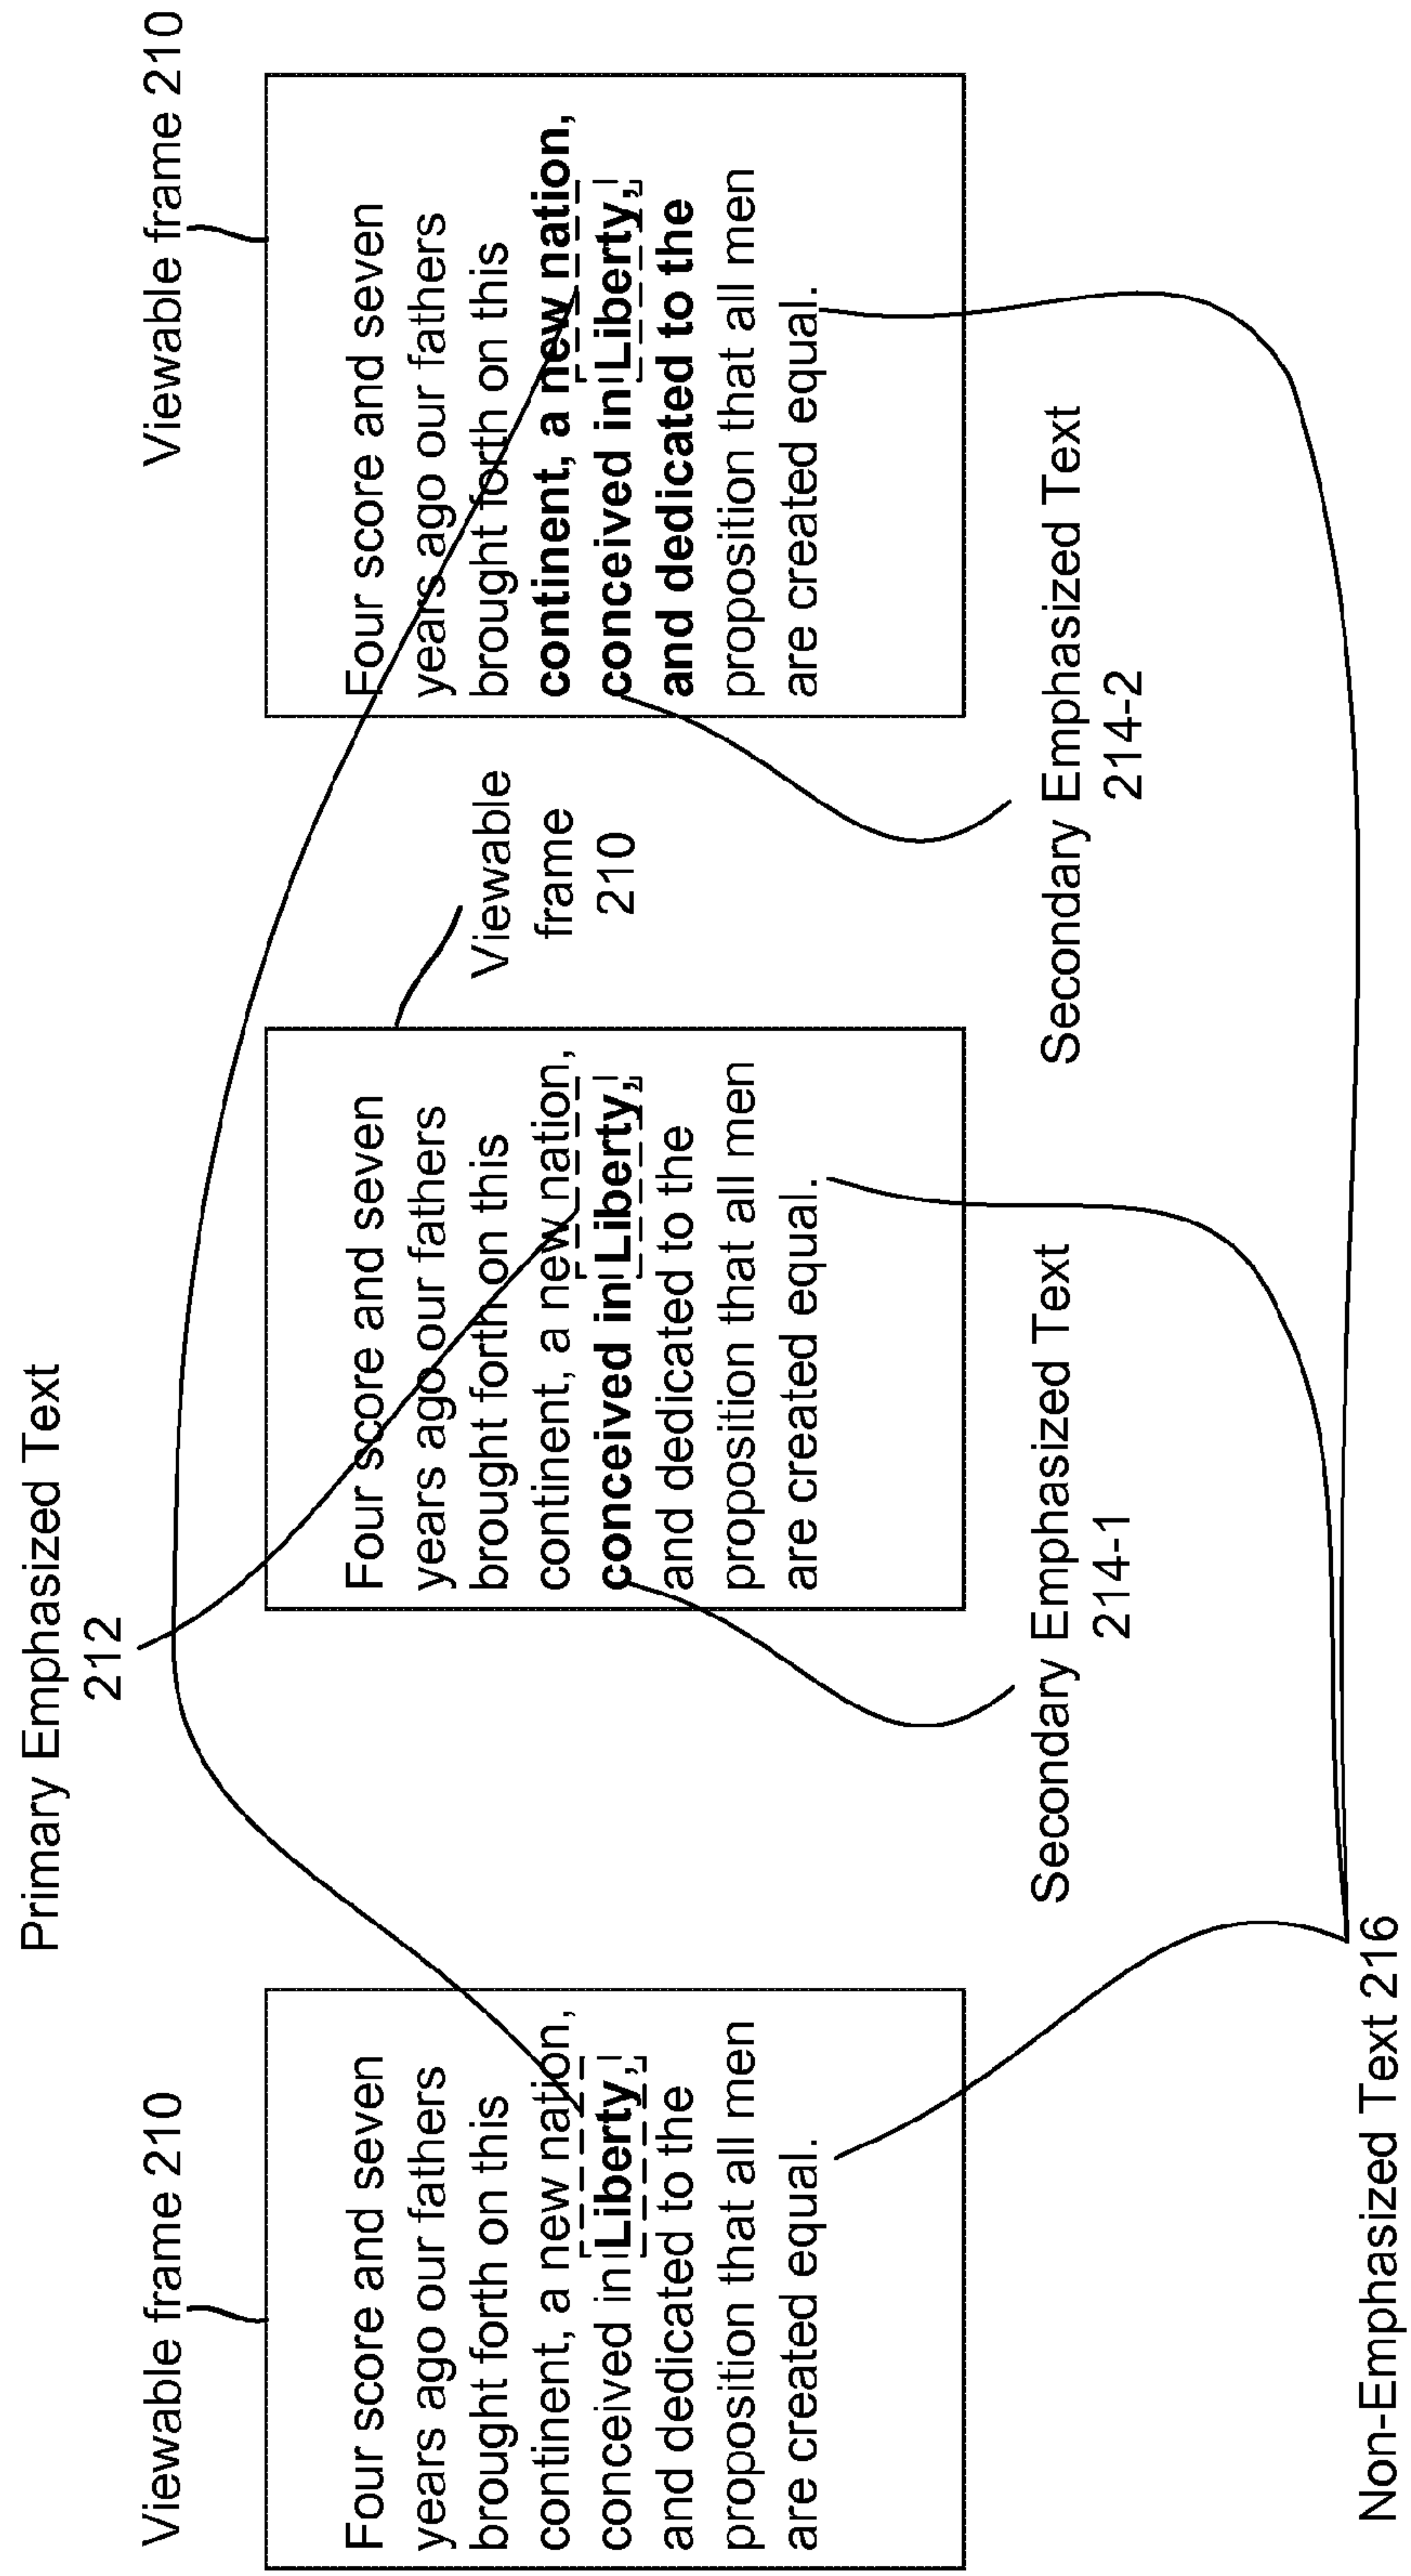 Primary Emphasized Text
212
Viewable frame 210
Four score and seven
years ago our fathers
brought forth on this
continent, a new nation,
conceived in Liberty,
and dedicated to the
proposition that all men
are created equal.
Four score and seven
years ago our fathers
brought forth on this
continent, a new nation,
conceived in Liberty,
and dedicated to the
proposition that all men
are created equal.
Viewable
frame
210
Viewable frame 210
Four score and seven
years ago our fathers
brought forth on this
continent, a new nation,
conceived in Liberty,
and dedicated to the
proposition that all men
are created equal.
Secondary Emphasized Text
214-1
Secondary Emphasized Text
214-2
Non-Emphasized Text 216